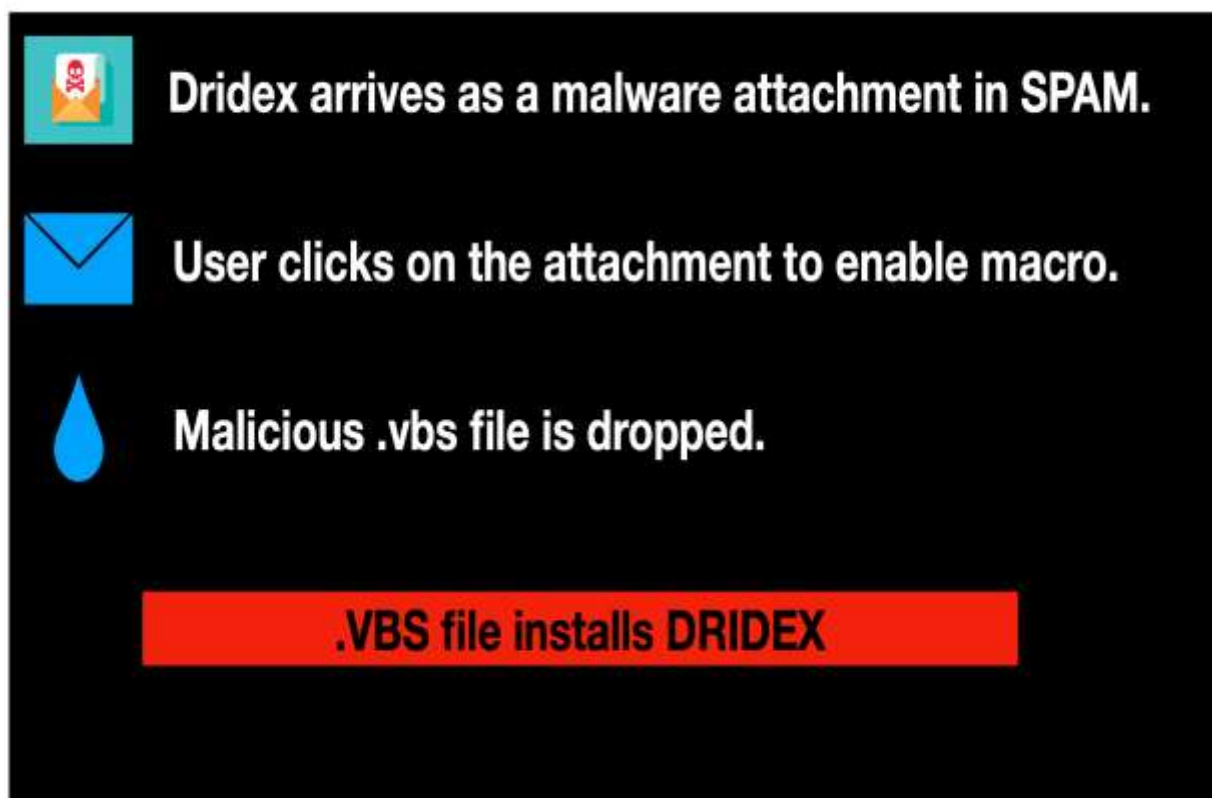 Dridex arrives as a malware attachment in SPAM.
User clicks on the attachment to enable macro.
Malicious .vbs file is dropped.
.VBS file installs DRIDEX